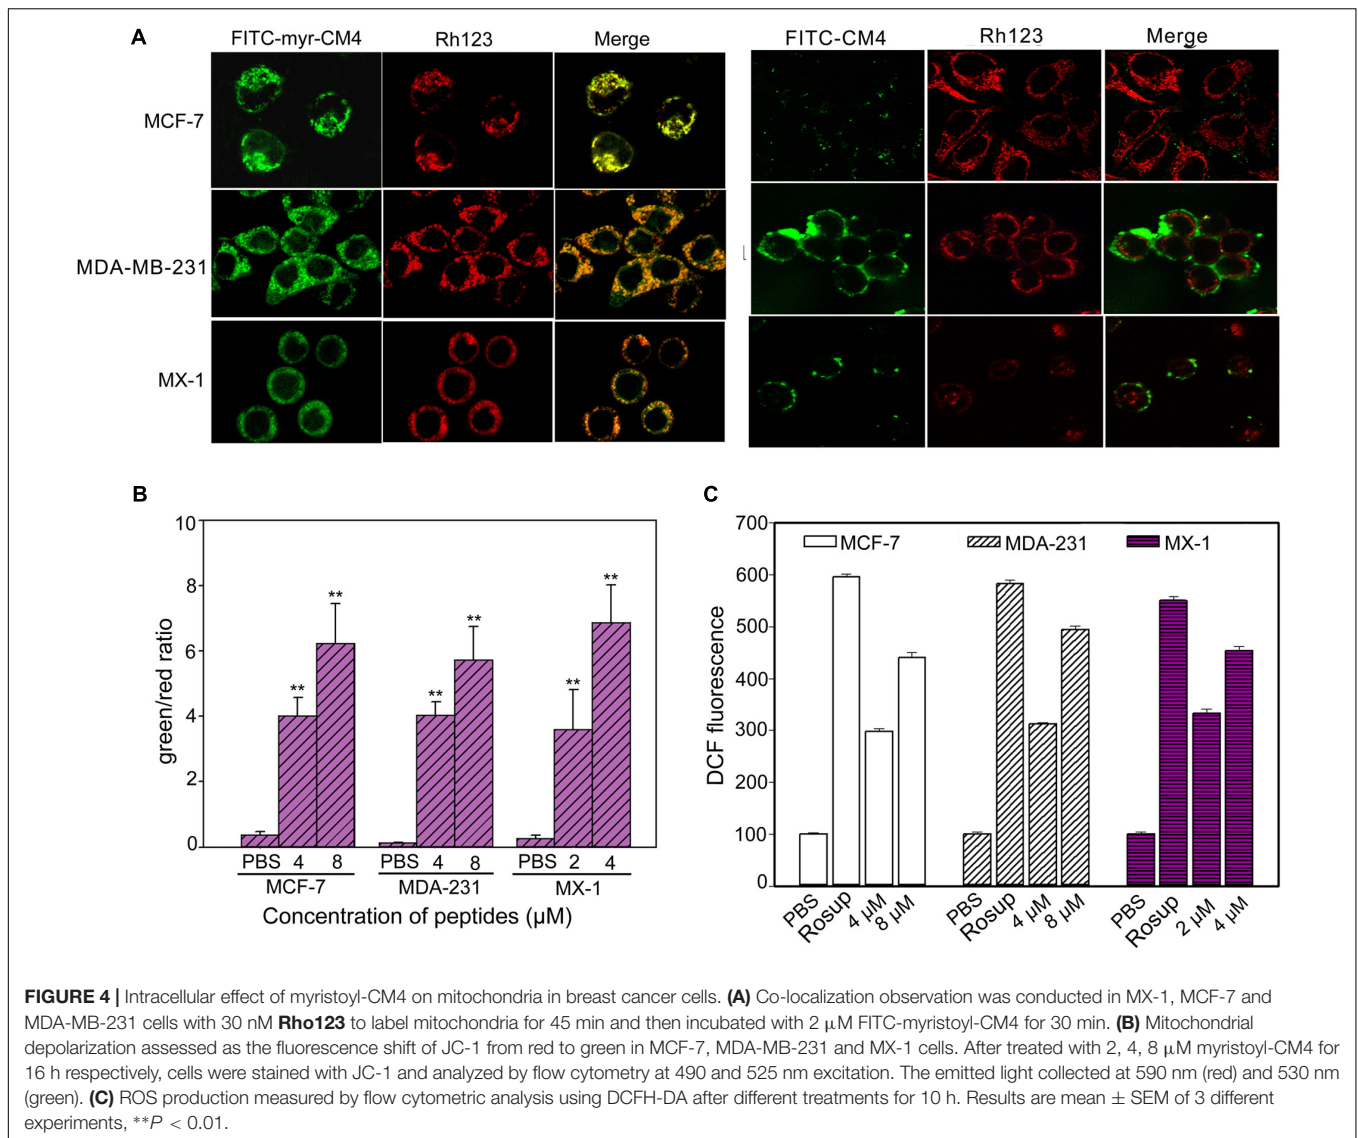 A
FITC-myr-CM4 Rh123 Merge
FITC-CM4 Rh123 Merge
MCF-7
MDA-MB-231
MX-1
B
10
8
6
4
2
0
green/red ratio
** ** ** ** ** **
PBS 4 8 PBS 4 8 PBS 2 4
MCF-7 MDA-231 MX-1
Concentration of peptides (µM)
C
700
600
500
400
300
200
100
0
DCF fluorescence
MCF-7 MDA-231 MX-1
PBS Rosup 4 µM 8 µM PBS Rosup 4 µM 8 µM PBS Rosup 2 µM 4 µM
FIGURE 4 | Intracellular effect of myristoyl-CM4 on mitochondria in breast cancer cells. (A) Co-localization observation was conducted in MX-1, MCF-7 and
MDA-MB-231 cells with 30 nM Rho123 to label mitochondria for 45 min and then incubated with 2 µM FITC-myristoyl-CM4 for 30 min. (B) Mitochondrial
depolarization assessed as the fluorescence shift of JC-1 from red to green in MCF-7, MDA-MB-231 and MX-1 cells. After treated with 2, 4, 8 µM myristoyl-CM4 for
16 h respectively, cells were stained with JC-1 and analyzed by flow cytometry at 490 and 525 nm excitation. The emitted light collected at 590 nm (red) and 530 nm
(green). (C) ROS production measured by flow cytometric analysis using DCFH-DA after different treatments for 10 h. Results are mean ± SEM of 3 different
experiments, **P < 0.01.